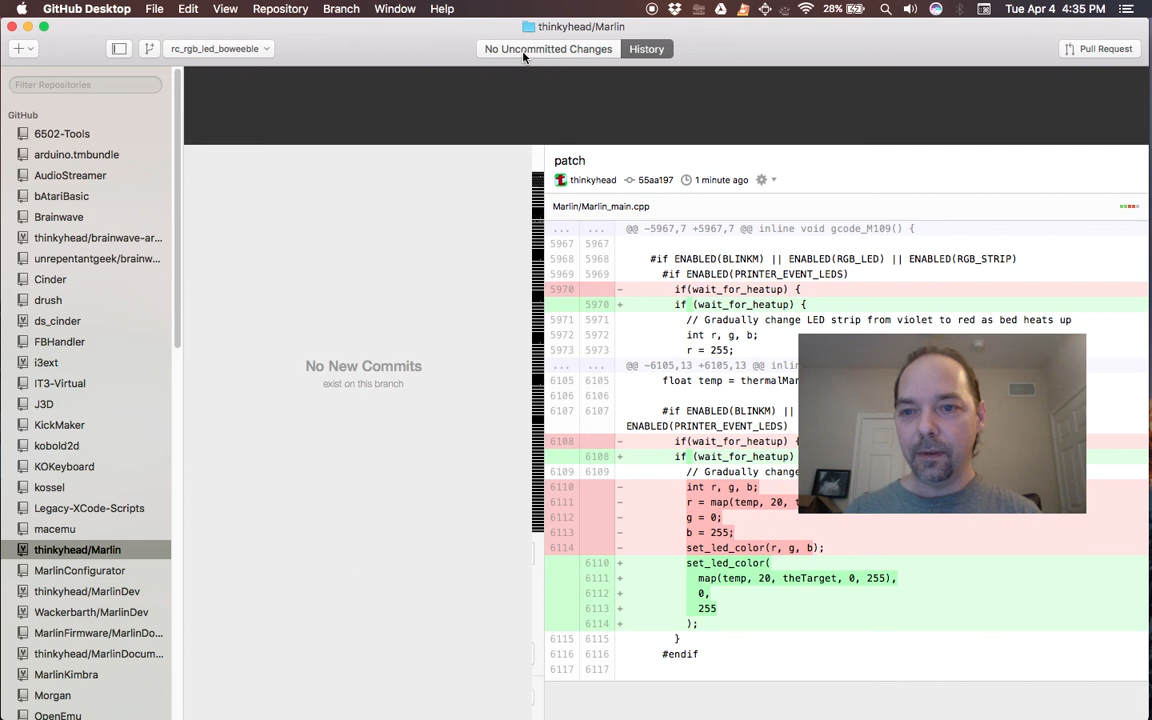 GitHub Desktop File Edit View Repository Branch Window Help
28% Tue Apr 4 4:35 PM
thinkyhead/Marlin
rc_rgb_led_boweeble
No Uncommitted Changes History
Pull Request
Filter Repositories
GitHub
6502-Tools
arduino.tmbundle
AudioStreamer
bAtariBasic
Brainwave
thinkyhead/brainwave-ar...
unrepentantgeek/brainw...
Cinder
drush
ds_cinder
FBHandler
i3ext
IT3-Virtual
J3D
KickMaker
kobold2d
KOKeyboard
kossel
Legacy-XCode-Scripts
macemu
thinkyhead/Marlin
MarlinConfigurator
thinkyhead/MarlinDev
Wackerbarth/MarlinDev
MarlinFirmware/MarlinDo...
thinkyhead/MarlinDocum...
MarlinKimbra
Morgan
OpenEmu
No New Commits
exist on this branch
patch
thinkyhead 55aa197 1 minute ago
Marlin/Marlin_main.cpp
... ... @@ -5967,7 +5967,7 @@ inline void gcode_M109() {
5967 5967
5968 5968 #if ENABLED(BLINKM) || ENABLED(RGB_LED) || ENABLED(RGB_STRIP)
5969 5969 #if ENABLED(PRINTER_EVENT_LEDS)
5970 - if(wait_for_heatup) {
5970 + if (wait_for_heatup) {
5971 5971 // Gradually change LED strip from violet to red as bed heats up
5972 5972 int r, g, b;
5973 5973 r = 255;
... ... @@ -6105,13 +6105,13 @@ inli
6105 6105 float temp = thermalMa
6106 6106
6107 6107 #if ENABLED(BLINKM) ||
ENABLED(PRINTER_EVENT_LEDS)
6108 - if(wait_for_heatup) {
6108 + if (wait_for_heatup)
6109 6109 // Gradually change
6110 - int r, g, b;
6111 - r = map(temp, 20, t
6112 - g = 0;
6113 - b = 255;
6114 - set_led_color(r, g, b);
6110 + set_led_color(
6111 + map(temp, 20, theTarget, 0, 255),
6112 + 0,
6113 + 255
6114 + );
6115 6115 }
6116 6116 #endif
6117 6117